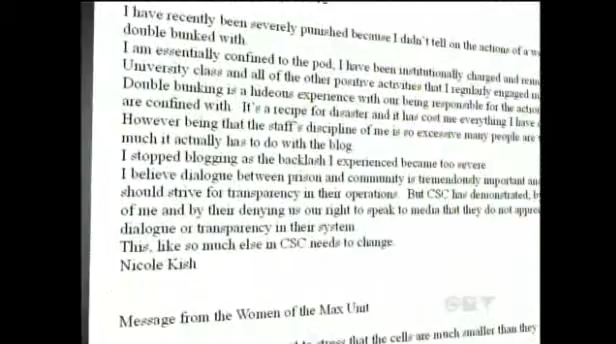 I have recently been severely punished because I didn't tell on the actions of a
double bunked with
I am essentially confined to the pod, I have been institutionally charged and
University class and all of the other positive activities that I regularly engaged
Double bunking is a hideous experience with our being responsible for the
are confined with. It's a recipe for disaster and it has cost me everything I have
However being that the staff's discipline of me is so excessive many people are
much it actually has to do with the blog
I stopped blogging as the backlash I experienced became too severe
I believe dialogue between prison and community is tremendously important
should strive for transparency in their operations. But CSC has demonstrated,
of me and by their denying us our right to speak to media that they do not
dialogue or transparency in their system
This, like so much else in CSC needs to change.
Nicole Kish
Message from the Women of the Max Unit
CTV
stress that the cells are much smaller than they